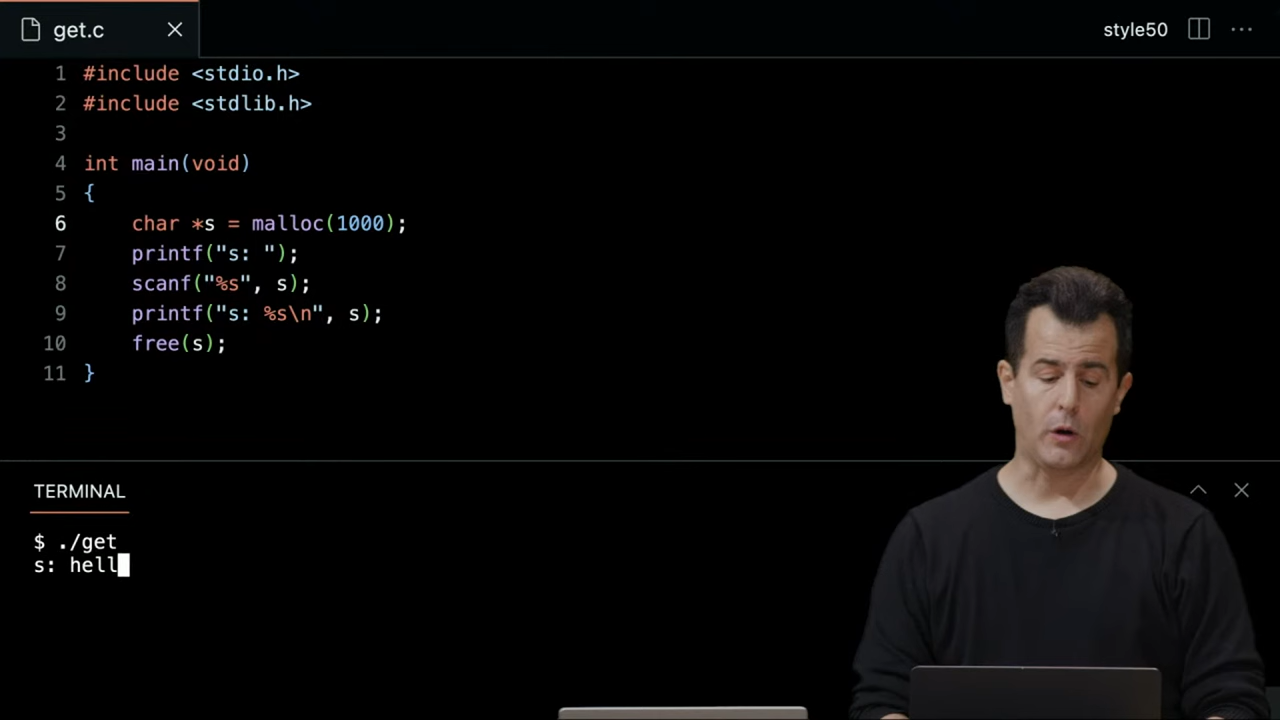 get.c
style50
1 #include <stdio.h>
2 #include <stdlib.h>
3
4 int main(void)
5 {
6     char *s = malloc(1000);
7     printf("s: ");
8     scanf("%s", s);
9     printf("s: %s\n", s);
10     free(s);
11 }
TERMINAL
$ ./get
s: hell